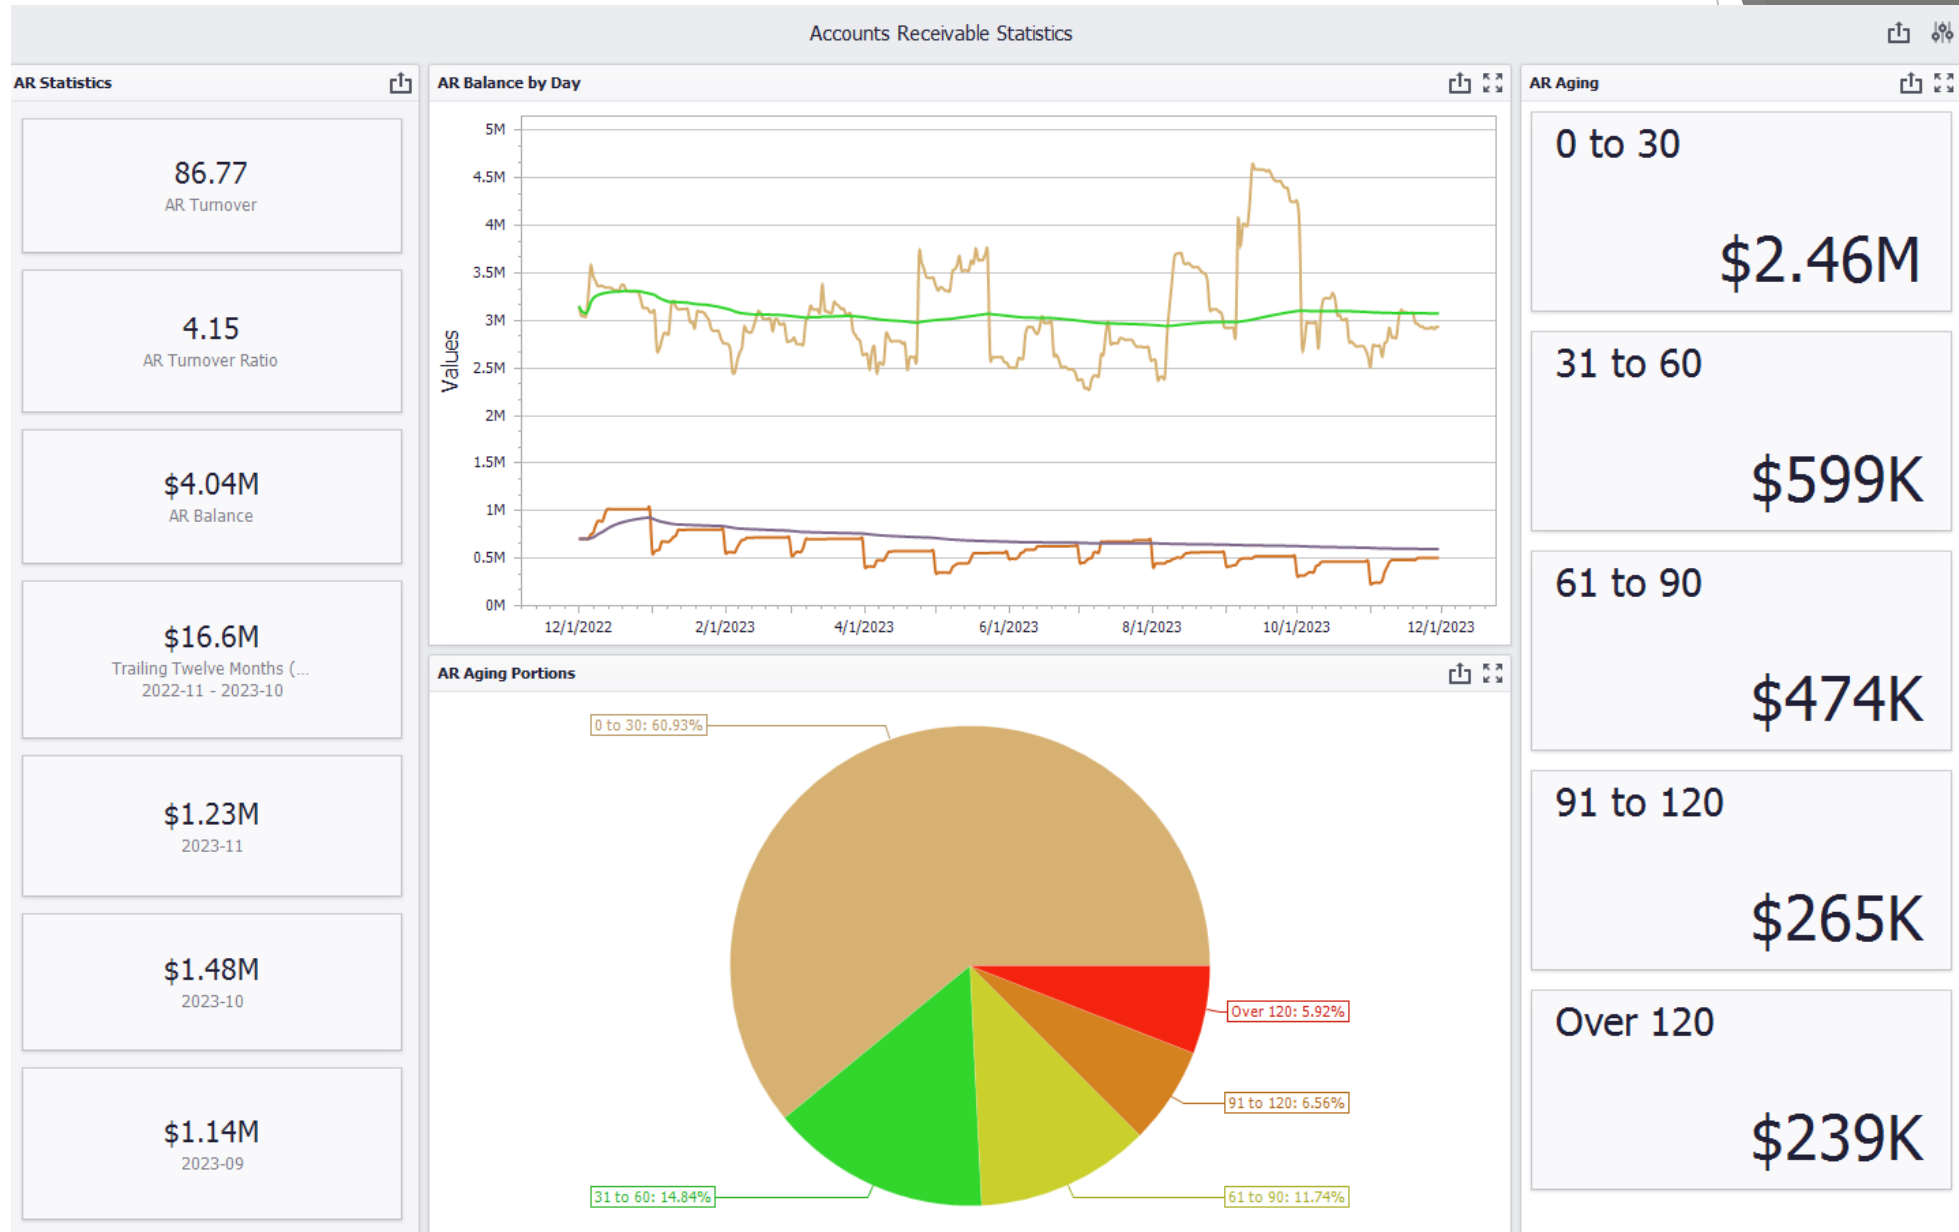 Accounts Receivable Statistics
AR Statistics
86.77
AR Turnover
4.15
AR Turnover Ratio
$4.04M
AR Balance
$16.6M
Trailing Twelve Months (...
2022-11 - 2023-10
$1.23M
2023-11
$1.48M
2023-10
$1.14M
2023-09
AR Balance by Day
Values
5M
4.5M
4M
3.5M
3M
2.5M
2M
1.5M
1M
0.5M
0M
12/1/2022
2/1/2023
4/1/2023
6/1/2023
8/1/2023
10/1/2023
12/1/2023
AR Aging Portions
0 to 30: 60.93%
Over 120: 5.92%
91 to 120: 6.56%
31 to 60: 14.84%
61 to 90: 11.74%
AR Aging
0 to 30
$2.46M
31 to 60
$599K
61 to 90
$474K
91 to 120
$265K
Over 120
$239K